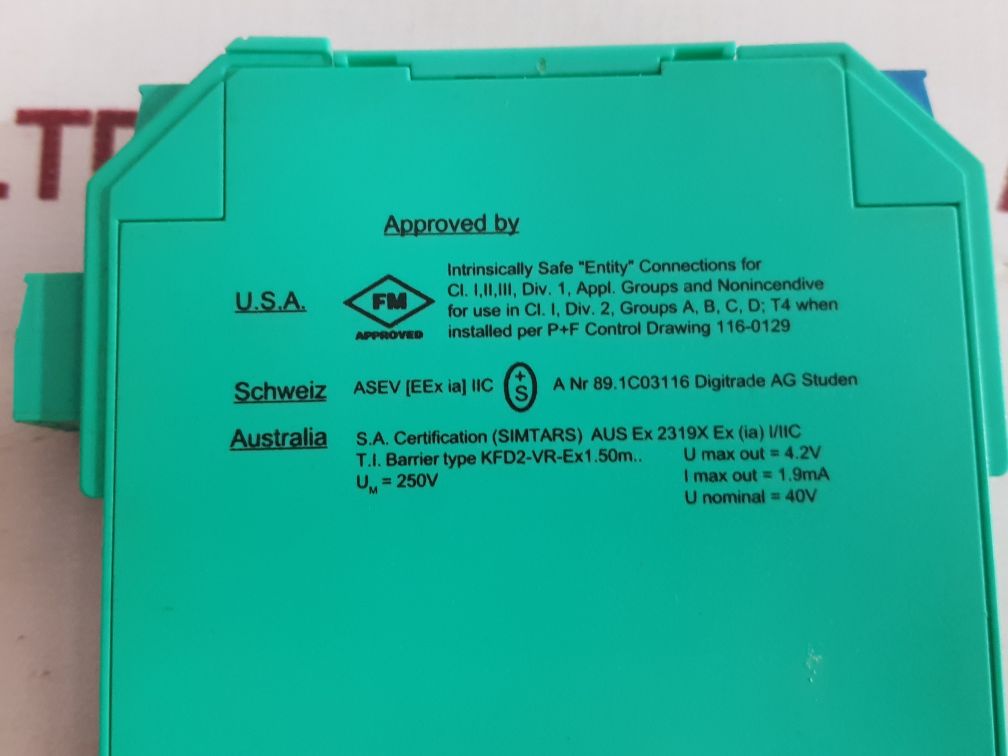 Approved by
U.S.A.
FM
APPROVED
Intrinsically Safe "Entity" Connections for
Cl. I,II,III, Div. 1, Appl. Groups and Nonincendive
for use in Cl. I, Div. 2, Groups A, B, C, D; T4 when
installed per P+F Control Drawing 116-0129
Schweiz ASEV [EEx ia] IIC +S A Nr 89.1C03116 Digitrade AG Studen
Australia S.A. Certification (SIMTARS) AUS Ex 2319X Ex (ia) I/IIC
T.I. Barrier type KFD2-VR-Ex1.50m.. U max out = 4.2V
UM = 250V I max out = 1.9mA
U nominal = 40V